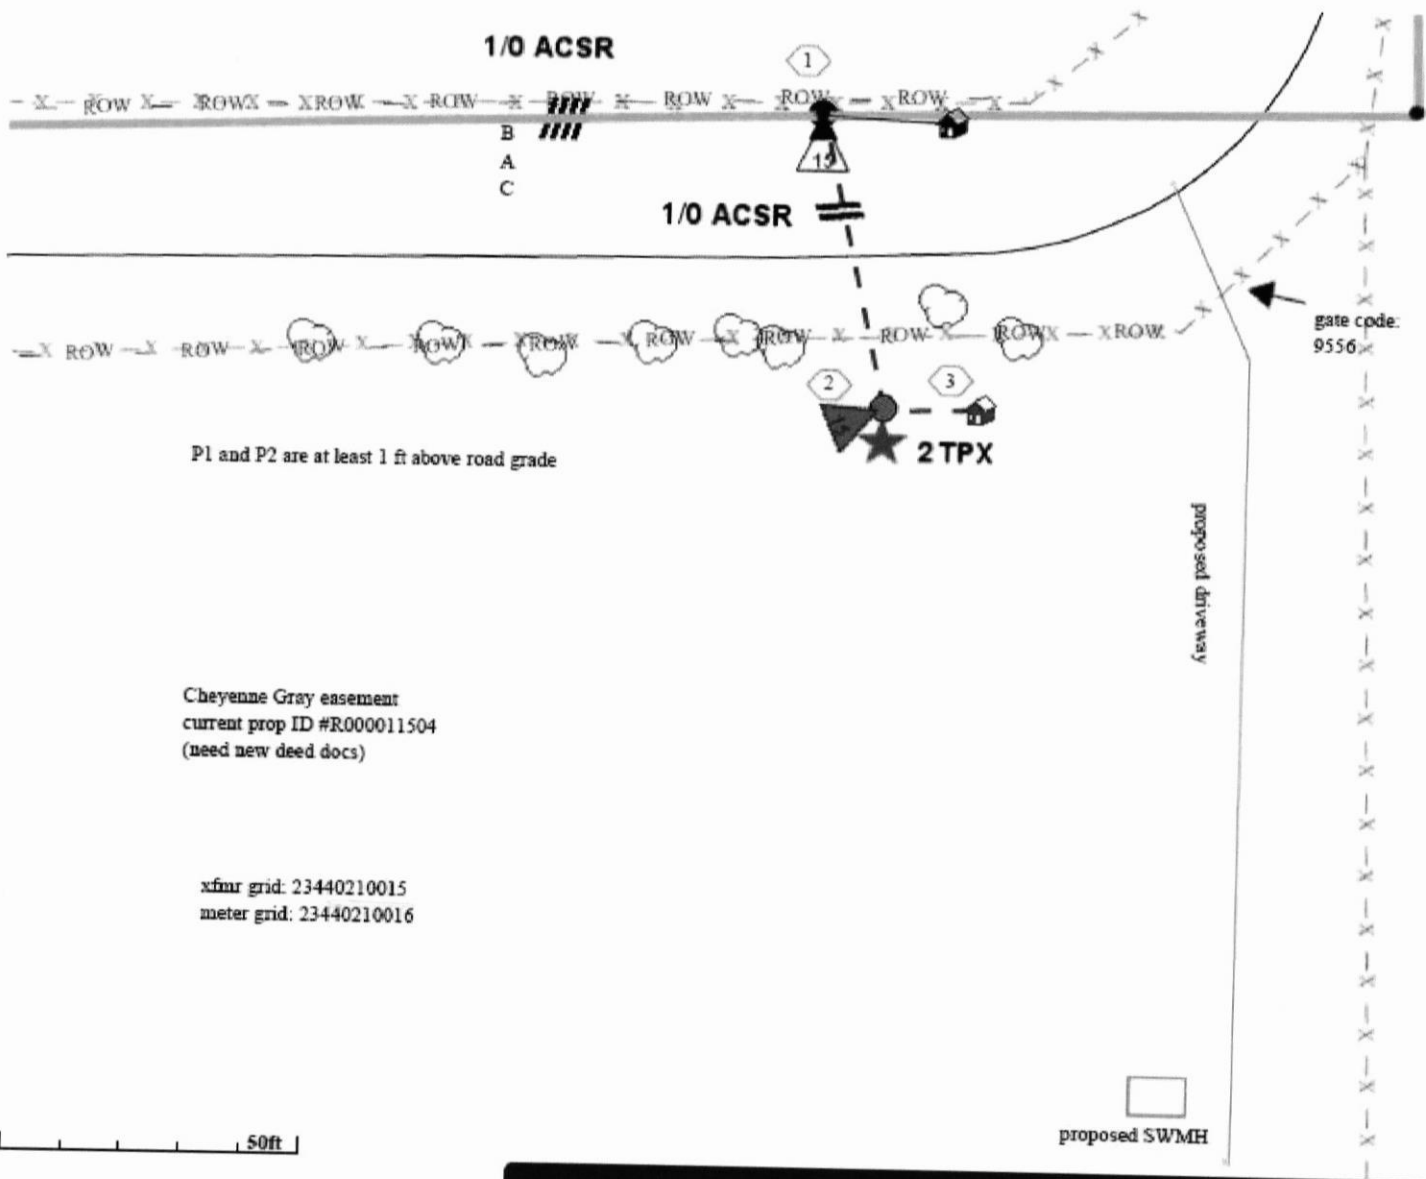 1/0 ACSR
1
X ROW X X ROW X X ROW X ROW X ROW X ROW X X ROW X X ROW X X X X X
B
A
C
15
1/0 ACSR
X ROW X ROW X ROW X X ROW X X ROW X ROW X X ROW X ROW X ROW X X ROW X X X X X X
gate code:
9556
2
3
2 TPX
P1 and P2 are at least 1 ft above road grade
proposed driveway
Cheyenne Gray easement
current prop ID #R000011504
(need new deed docs)
xfmr grid: 23440210015
meter grid: 23440210016
50ft
proposed SWMH